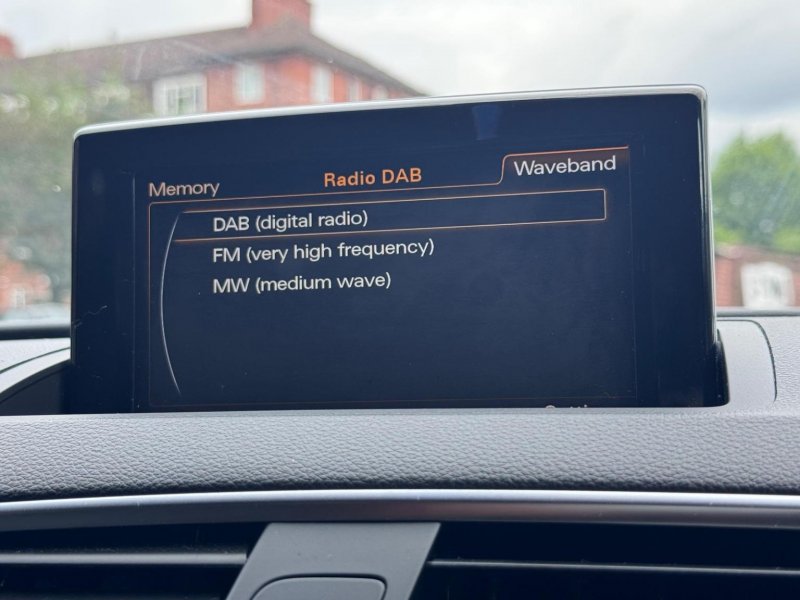 Memory
Radio DAB
Waveband
DAB (digital radio)
FM (very high frequency)
MW (medium wave)